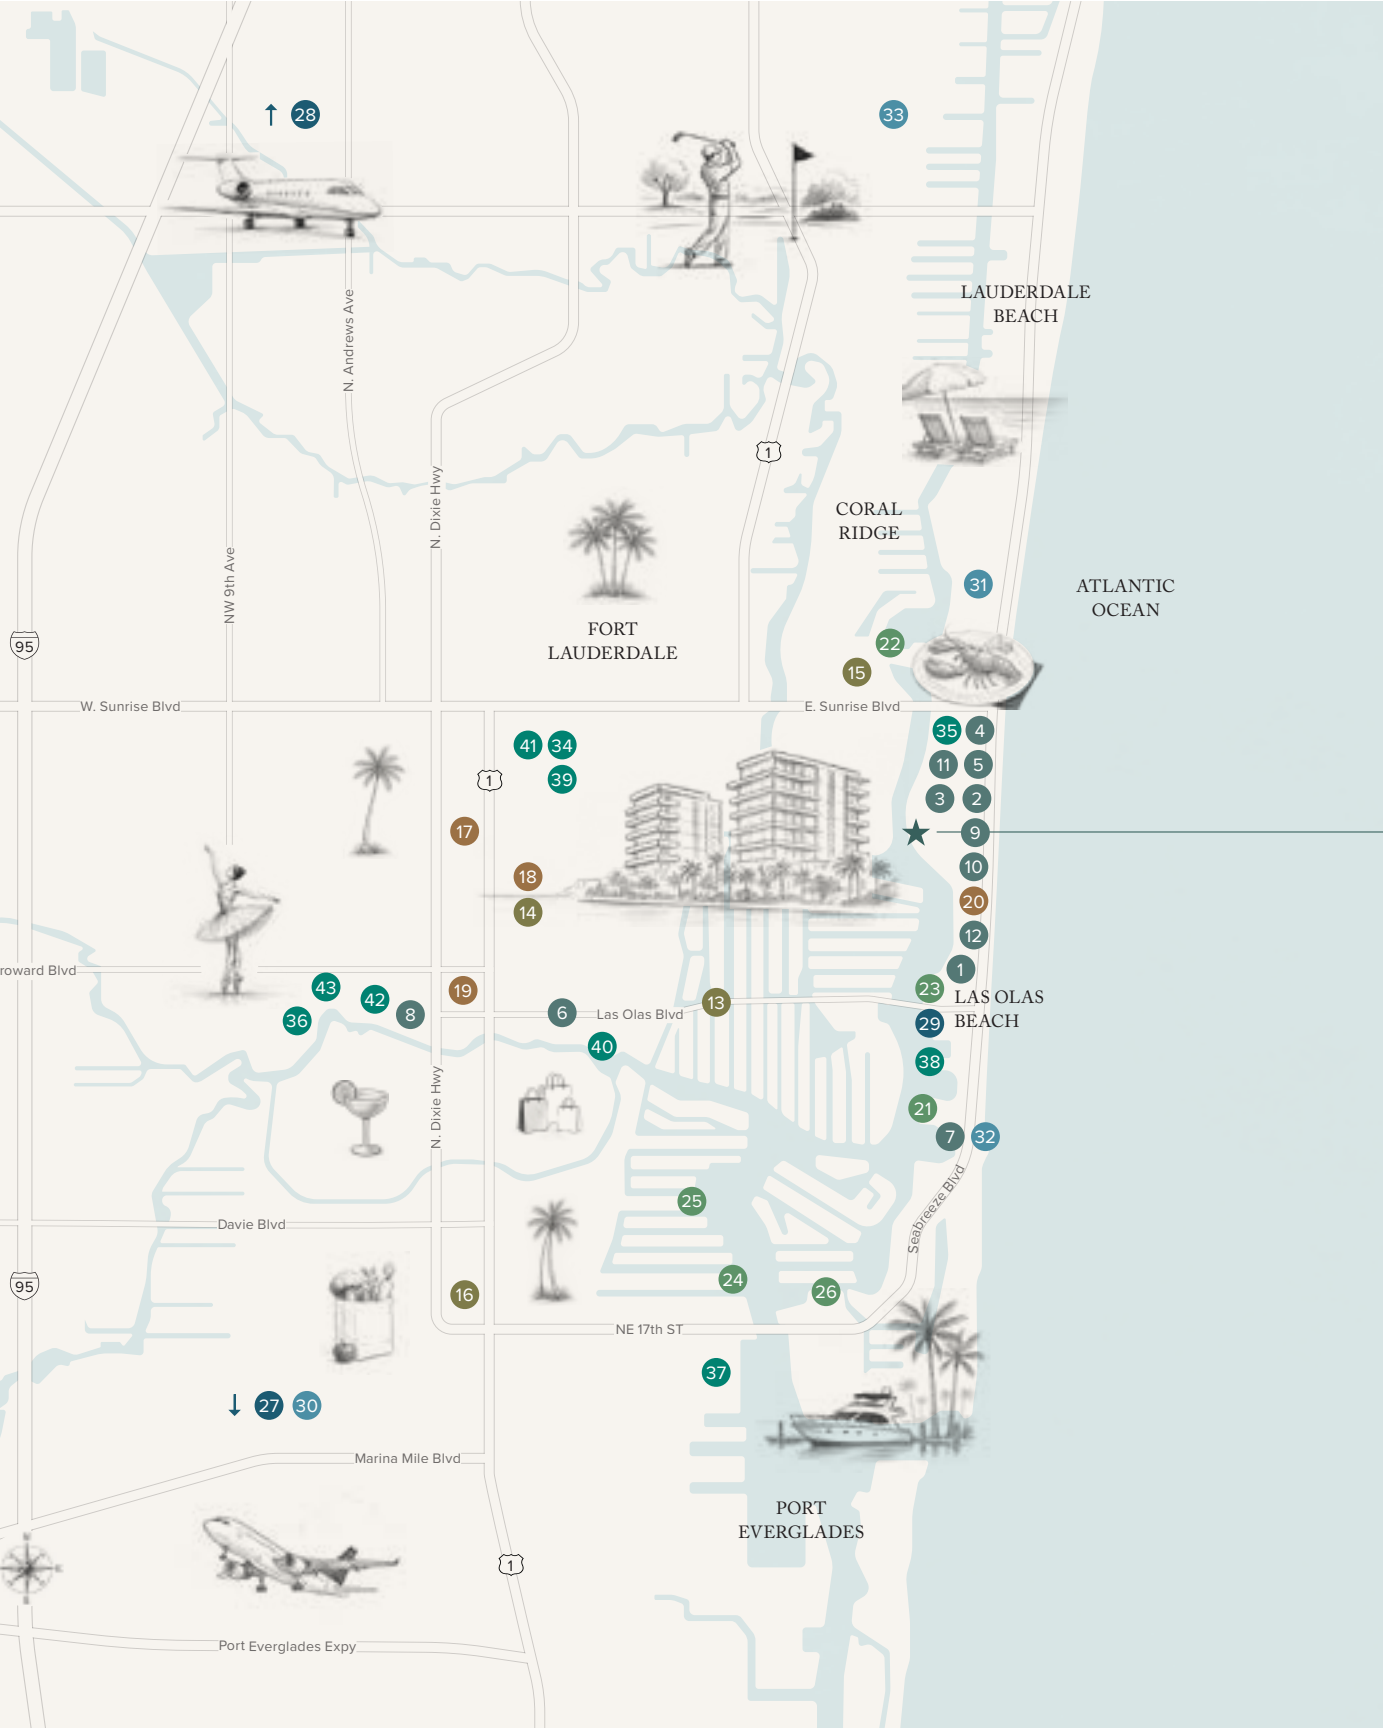 28
33
N. Andrews Ave
LAUDERDALE
BEACH
1
N. Dixie Hwy
CORAL
RIDGE
NW 9th Ave
31
ATLANTIC
OCEAN
FORT
LAUDERDALE
95
22
15
W. Sunrise Blvd
E. Sunrise Blvd
35 4
41 34
11 5
1
39
3 2
17
9
10
18
20
14
12
roward Blvd
1
43
19
23
42
13
LAS OLAS
BEACH
36
8
6
Las Olas Blvd
29
40
38
N. Dixie Hwy
21
7 32
25
Seabreeze Blvd
Davie Blvd
95
24
26
16
NE 17th ST
37
27 30
Marina Mile Blvd
PORT
EVERGLADES
1
Port Everglades Expy